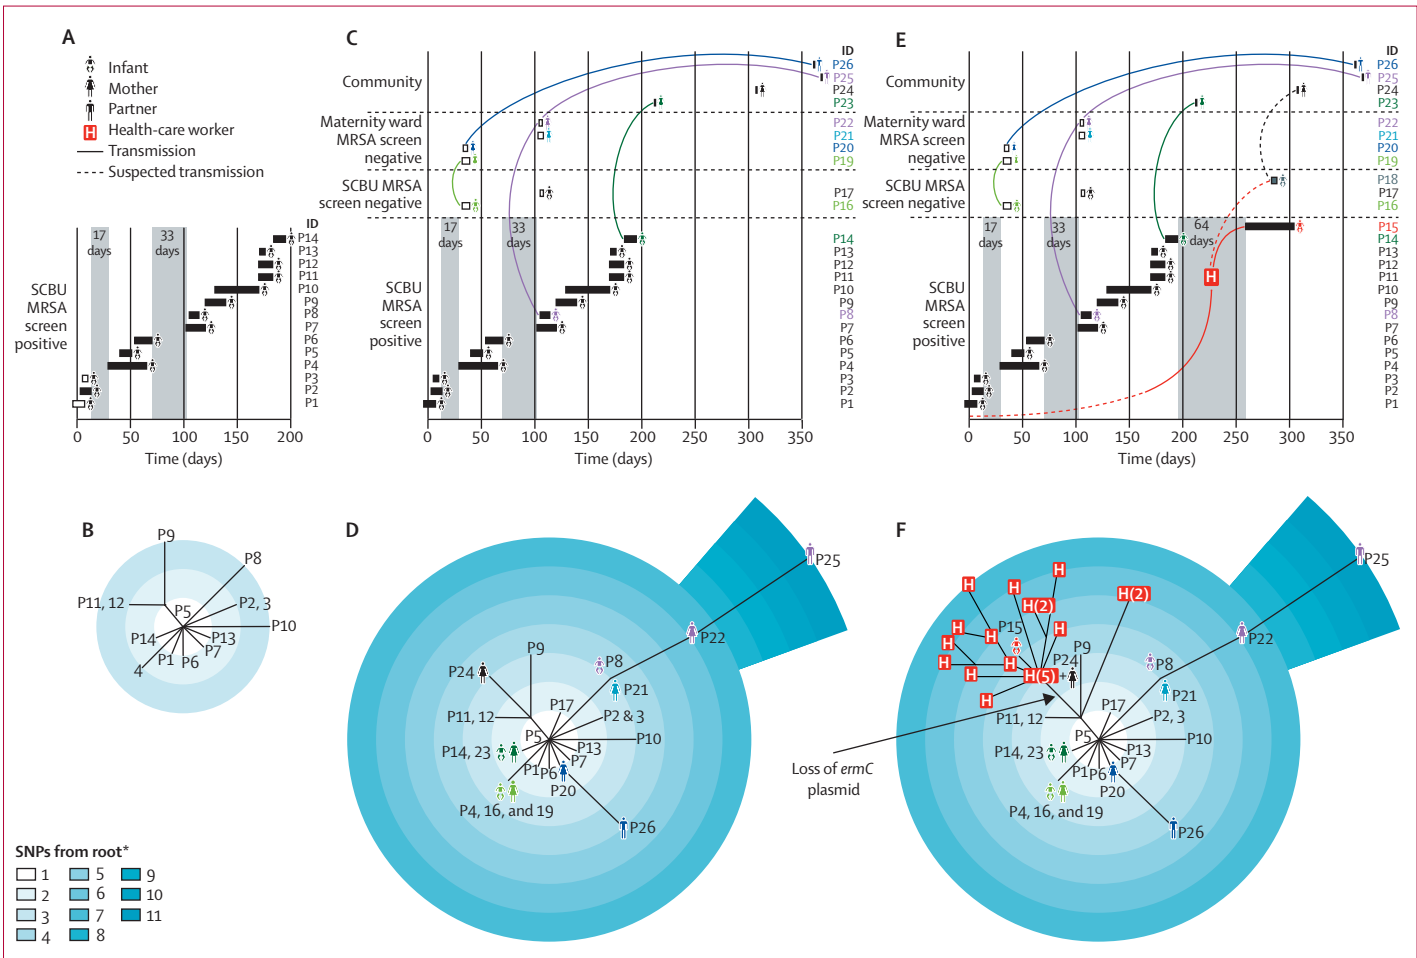 A
Infant
Mother
Partner
H Health-care worker
Transmission
Suspected transmission
ID
17
days
33
days
P14
P13
P12
P11
P10
P9
P8
P7
P6
P5
P4
P3
P2
P1
SCBU
MRSA
screen
positive
0 50 100 150 200
Time (days)
C
ID
Community
P26
P25
P24
P23
Maternity ward
MRSA screen
negative
P22
P21
P20
P19
SCBU MRSA
screen negative
P17
P16
17
days
33
days
SCBU
MRSA
screen
positive
P14
P13
P12
P11
P10
P9
P8
P7
P6
P5
P4
P3
P2
P1
0 50 100 150 200 250 300 350
Time (days)
E
ID
Community
P26
P25
P24
P23
Maternity ward
MRSA screen
negative
P22
P21
P20
P19
SCBU MRSA
screen negative
P18
P17
P16
17
days
33
days
64
days
H
SCBU
MRSA
screen
positive
P15
P14
P13
P12
P11
P10
P9
P8
P7
P6
P5
P4
P3
P2
P1
0 50 100 150 200 250 300 350
Time (days)
B
P9
P8
P11, 12
P5
P2, 3
P10
P14
P13
P7
P1
P6
4
D
P25
P22
P9
P24
P8
P21
P17
P11, 12
P2 & 3
P5
P10
P14, 23
P13
P7
P1
P6
P20
P4, 16, and 19
P26
F
P25
P22
H
H
H
H(2)
H(2)
H
H
H
P15
H
H
H
H
H(5)
+
P24
P9
H
P8
P21
P17
P11, 12
P2, 3
P5
P10
P14, 23
P13
P7
P1
P6
P20
P4, 16, and 19
P26
Loss of ermC
plasmid
SNPs from root*
1 5 9
2 6 10
3 7 11
4 8